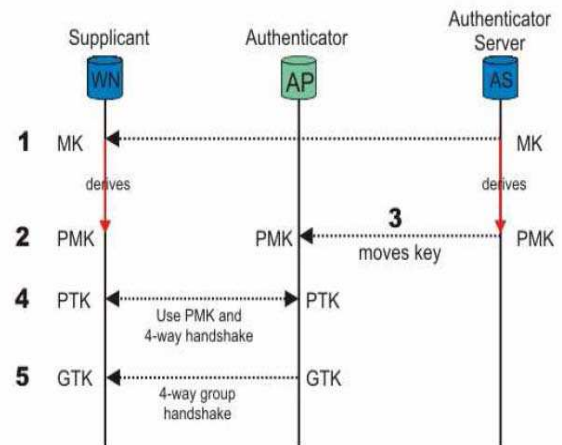 Supplicant
Authenticator
Authenticator
Server
WN
AP
AS
1
MK
MK
derives
derives
2
PMK
PMK
3
moves key
PMK
4
PTK
PTK
Use PMK and
4-way handshake
5
GTK
GTK
4-way group
handshake